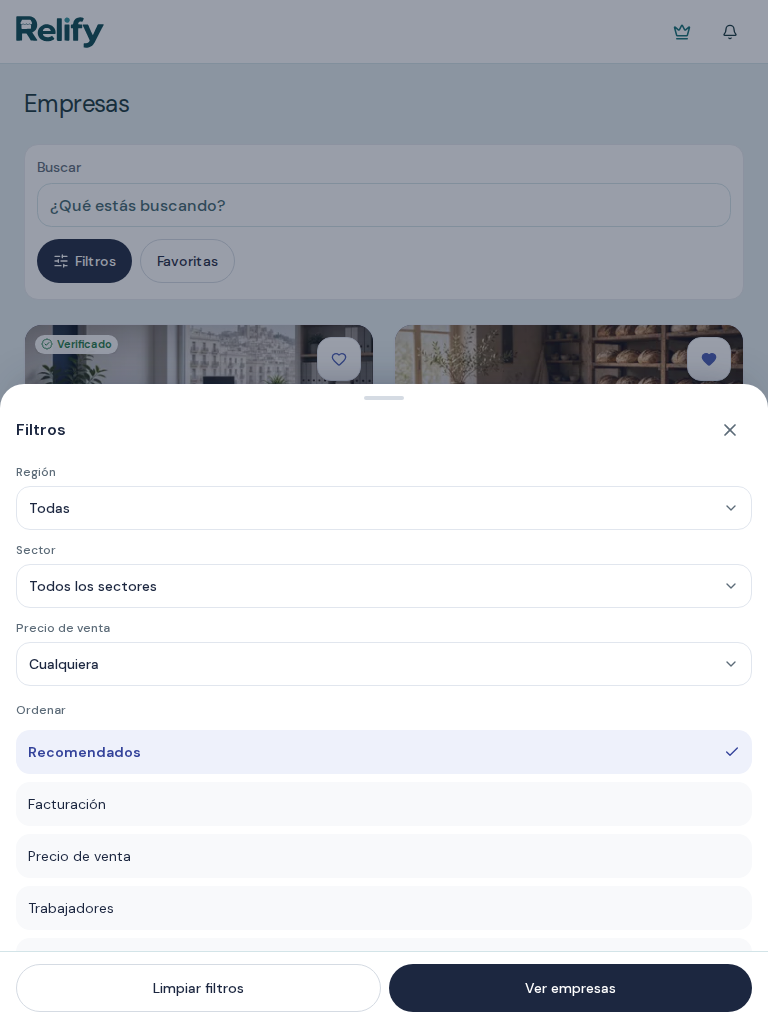 Relify
Empresas
Buscar
¿Qué estás buscando?
Filtros
Favoritas
Verificado
Filtros
Región
Todas
Sector
Todos los sectores
Precio de venta
Cualquiera
Ordenar
Recomendados
Facturación
Precio de venta
Trabajadores
Limpiar filtros
Ver empresas